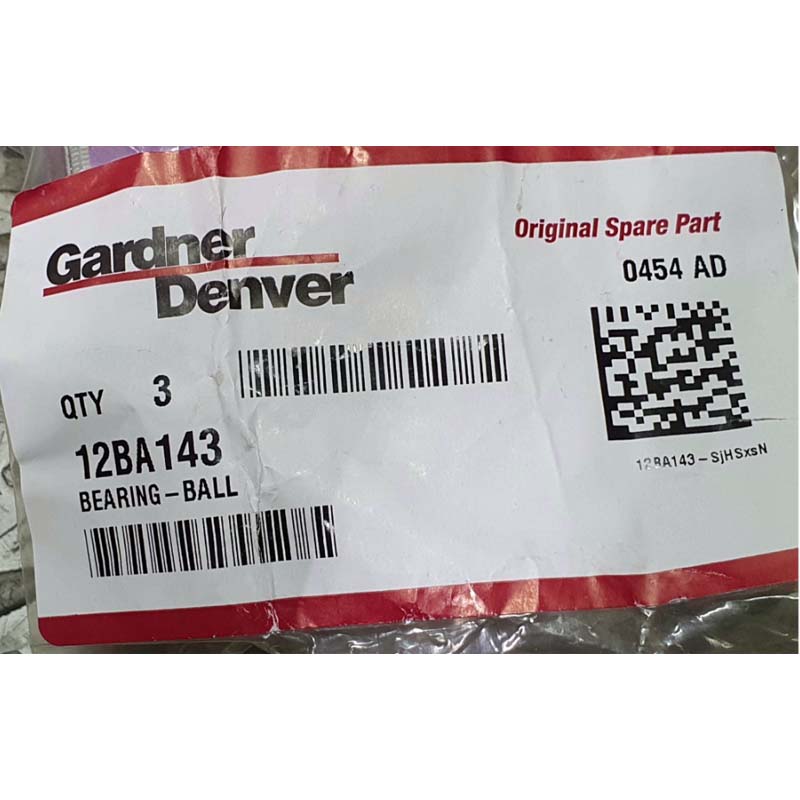 Gardner
Denver
Original Spare Part
0454 AD
QTY 3
12BA143
BEARING-BALL
12BA143-SjHSxsN